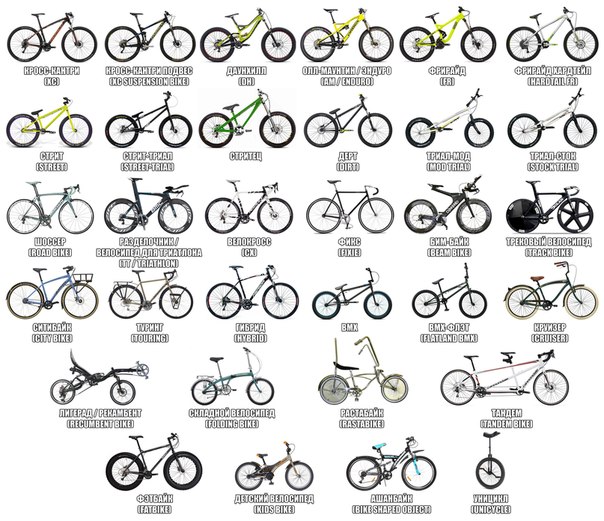 КРОСС-КАНТРИ
(XC)
КРОСС-КАНТРИ ПОДВЕС
(XC SUSPENSION BIKE)
ДАУНХИЛЛ
(DH)
ОЛЛ-МАУНТИН / ЭНДУРО
(AM / ENDURO)
ФРИРАЙД
(FR)
ФРИРАЙД ХАРДТЕЙЛ
(HARDTAIL FR)
СТРИТ
(STREET)
СТРИТ-ТРИАЛ
(STREET-TRIAL)
СТРИТЕЦ
ДЕРТ
(DIRT)
ТРИАЛ-МОД
(MOD TRIAL)
ТРИАЛ-СТОК
(STOCK TRIAL)
ШОССЕР
(ROAD BIKE)
РАЗДЕЛОЧНИК /
ВЕЛОСИПЕД ДЛЯ ТРИАТЛОНА
(TT / TRIATHLON)
ВЕЛОКРОСС
(CX)
ФИКС
(FIXIE)
БИМ-БАЙК
(BEAM BIKE)
ТРЕКОВЫЙ ВЕЛОСИПЕД
(TRACK BIKE)
СИТИБАЙК
(CITY BIKE)
ТУРИНГ
(TOURING)
ГИБРИД
(HYBRID)
BMX
BMX-ФЛЭТ
(FLATLAND BMX)
КРУИЗЕР
(CRUISER)
ЛИГЕРАД / РЕКАМБЕНТ
(RECUMBENT BIKE)
СКЛАДНОЙ ВЕЛОСИПЕД
(FOLDING BIKE)
РАСТАБАЙК
(RASTABIKE)
ТАНДЕМ
(TANDEM BIKE)
ФЭТБАЙК
(FATBIKE)
ДЕТСКИЙ ВЕЛОСИПЕД
(KIDS BIKE)
АШАНБАЙК
(BIKE SHAPED OBJECT)
УНИЦИКЛ
(UNICYCLE)